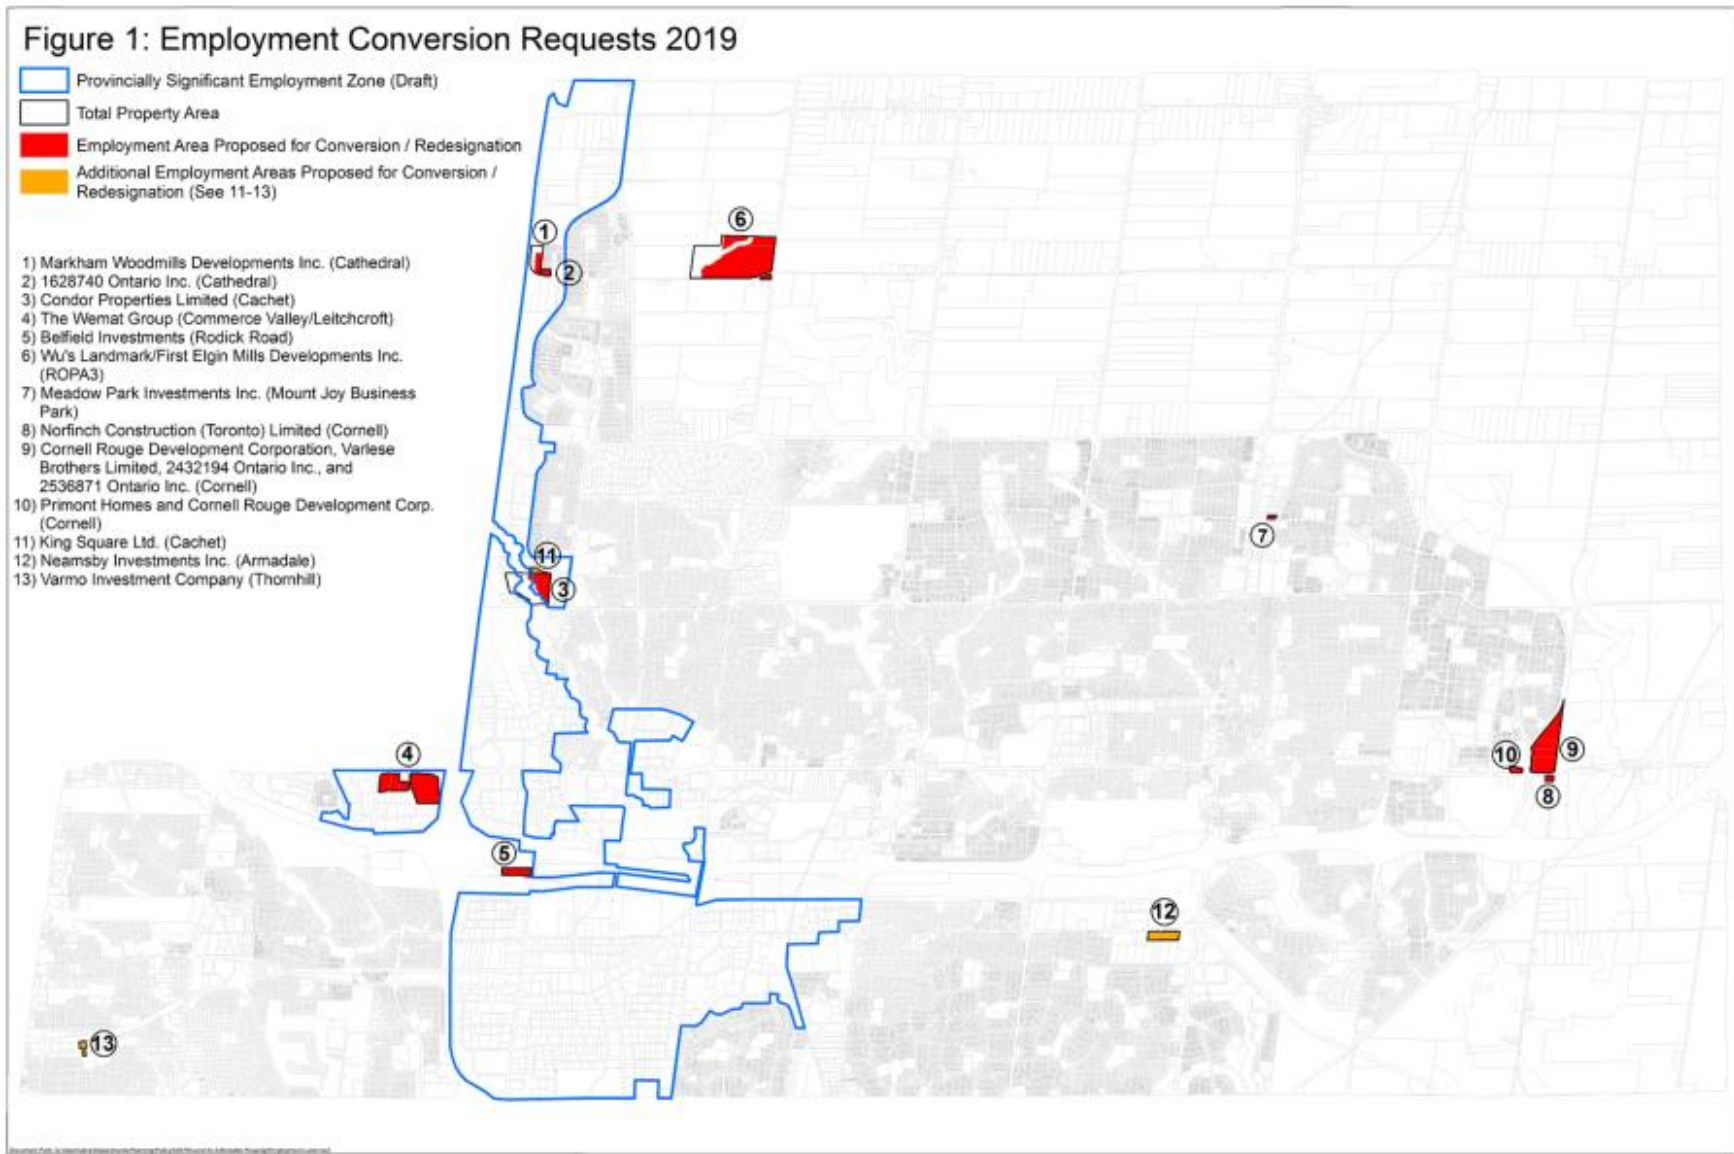 Figure 1: Employment Conversion Requests 2019
Provincially Significant Employment Zone (Draft)
Total Property Area
Employment Area Proposed for Conversion / Redesignation
Additional Employment Areas Proposed for Conversion /
Redesignation (See 11-13)
1) Markham Woodmills Developments Inc. (Cathedral)
2) 1628740 Ontario Inc. (Cathedral)
3) Condor Properties Limited (Cachet)
4) The Wemat Group (Commerce Valley/Leitchcroft)
5) Belfield Investments (Rodick Road)
6) Wu's Landmark/First Elgin Mills Developments Inc.
(ROPA3)
7) Meadow Park Investments Inc. (Mount Joy Business
Park)
8) Norfinch Construction (Toronto) Limited (Cornell)
9) Cornell Rouge Development Corporation, Varlese
Brothers Limited, 2432194 Ontario Inc., and
2536871 Ontario Inc. (Cornell)
10) Primont Homes and Cornell Rouge Development Corp.
(Cornell)
11) King Square Ltd. (Cachet)
12) Neamsby Investments Inc. (Armadale)
13) Varmo Investment Company (Thornhill)
1
6
2
7
11
3
4
10
9
8
5
12
13